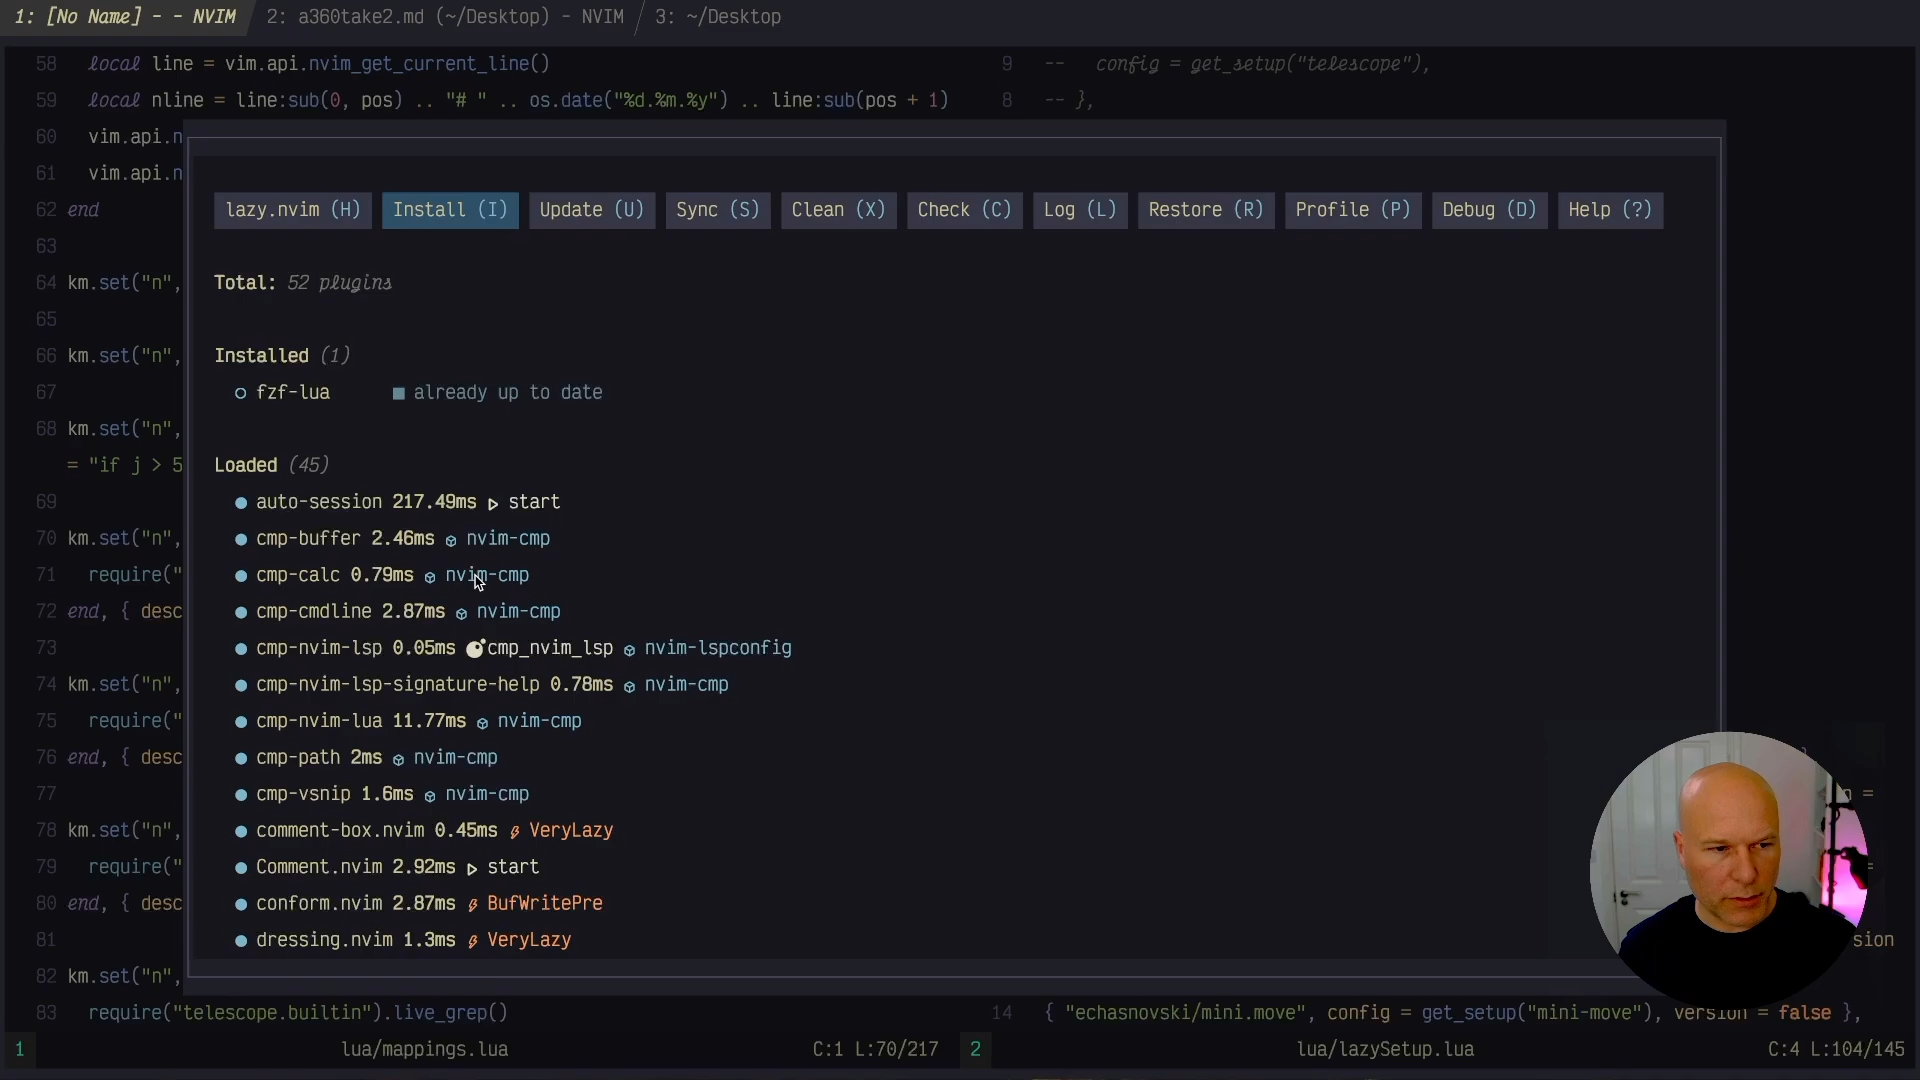 1: [No Name] - - NVIM 2: a360take2.md (~/Desktop) - NVIM 3: ~/Desktop
58 local line = vim.api.nvim_get_current_line()
59 local nline = line:sub(0, pos) .. "# " .. os.date("%d.%m.%y") .. line:sub(pos + 1)
60 vim.api.n
61 vim.api.n
62 end
63
64 km.set("n",
65
66 km.set("n",
67
68 km.set("n",
= "if j > 5
69
70 km.set("n",
71 require("
72 end, { desc
73
74 km.set("n",
75 require("
76 end, { desc
77
78 km.set("n",
79 require("
80 end, { desc
81
82 km.set("n",
83 require("telescope.builtin").live_grep()
9 -- config = get_setup("telescope"),
8 -- },
lazy.nvim (H) Install (I) Update (U) Sync (S) Clean (X) Check (C) Log (L) Restore (R) Profile (P) Debug (D) Help (?)
Total: 52 plugins
Installed (1)
fzf-lua already up to date
Loaded (45)
auto-session 217.49ms start
cmp-buffer 2.46ms nvim-cmp
cmp-calc 0.79ms nvim-cmp
cmp-cmdline 2.87ms nvim-cmp
cmp-nvim-lsp 0.05ms cmp_nvim_lsp nvim-lspconfig
cmp-nvim-lsp-signature-help 0.78ms nvim-cmp
cmp-nvim-lua 11.77ms nvim-cmp
cmp-path 2ms nvim-cmp
cmp-vsnip 1.6ms nvim-cmp
comment-box.nvim 0.45ms VeryLazy
Comment.nvim 2.92ms start
conform.nvim 2.87ms BufWritePre
dressing.nvim 1.3ms VeryLazy
14 { "echasnovski/mini.move", config = get_setup("mini-move"), version = false },
1 lua/mappings.lua C:1 L:70/217 2 lua/lazySetup.lua C:4 L:104/145